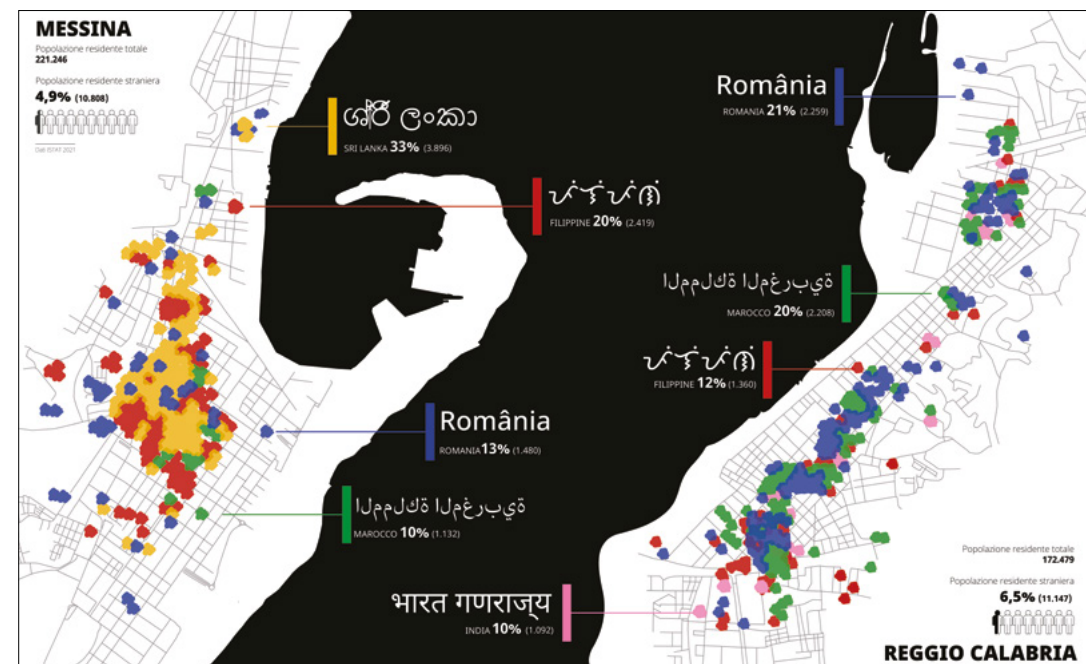 MESSINA
Popolazione residente totale
221.246
Popolazione residente straniera
4,9% (10.808)
Dati ISTAT 2021
ශ්‍රී ලංකා
SRI LANKA 33% (3.896)
FILIPPINE 20% (2.419)
România
ROMANIA 13% (1.480)
المملكة المغربية
MAROCCO 10% (1.132)
România
ROMANIA 21% (2.259)
المملكة المغربية
MAROCCO 20% (2.208)
FILIPPINE 12% (1.360)
भारत गणराज्य
INDIA 10% (1.092)
Popolazione residente totale
172.479
Popolazione residente straniera
6,5% (11.147)
REGGIO CALABRIA